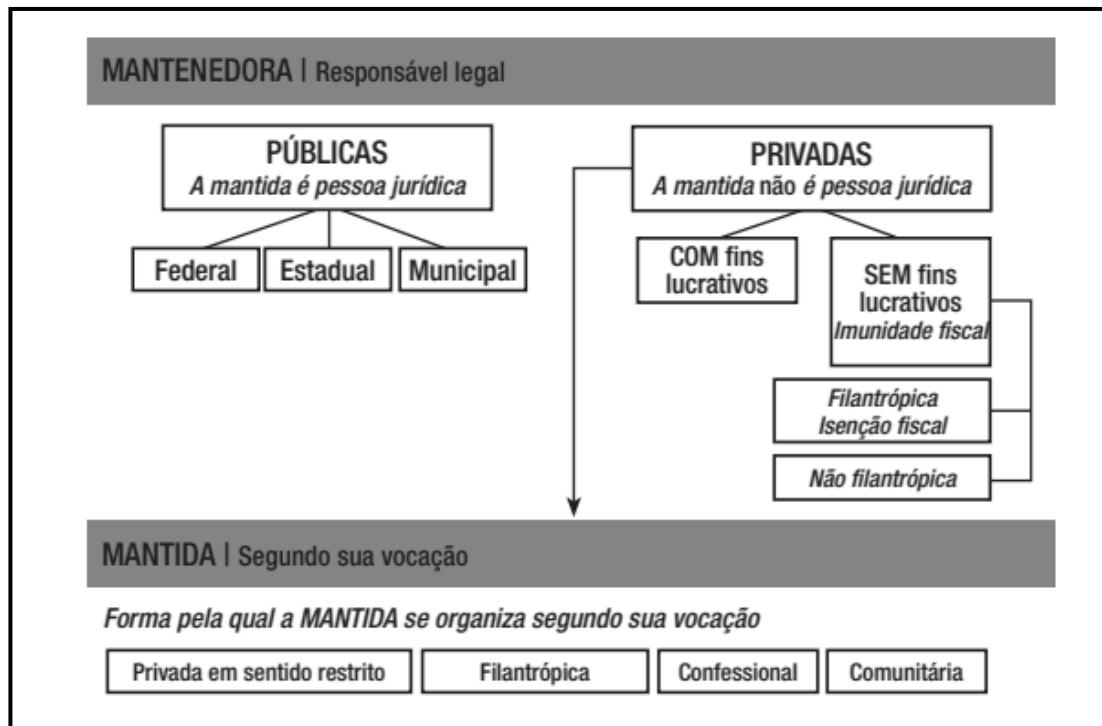 MANTENEDORA | Responsável legal
PÚBLICAS
A mantida é pessoa jurídica
Federal
Estadual
Municipal
PRIVADAS
A mantida não é pessoa jurídica
COM fins
lucrativos
SEM fins
lucrativos
Imunidade fiscal
Filantrópica
Isenção fiscal
Não filantrópica
MANTIDA | Segundo sua vocação
Forma pela qual a MANTIDA se organiza segundo sua vocação
Privada em sentido restrito
Filantrópica
Confessional
Comunitária